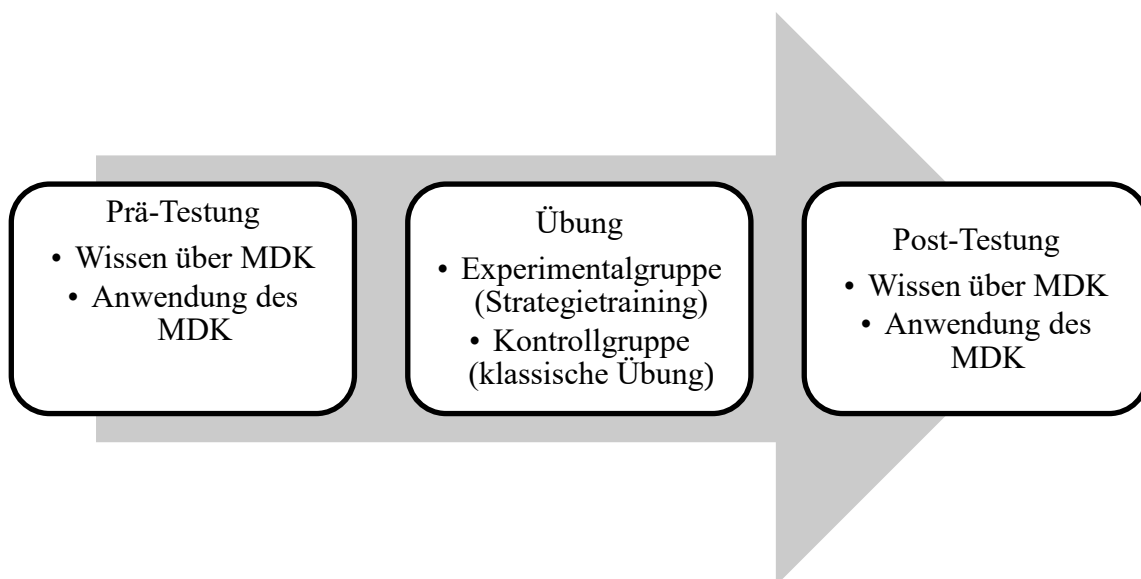 Prä-Testung
• Wissen über MDK
• Anwendung des
MDK
Übung
• Experimentalgruppe
(Strategietraining)
• Kontrollgruppe
(klassische Übung)
Post-Testung
• Wissen über MDK
• Anwendung des
MDK